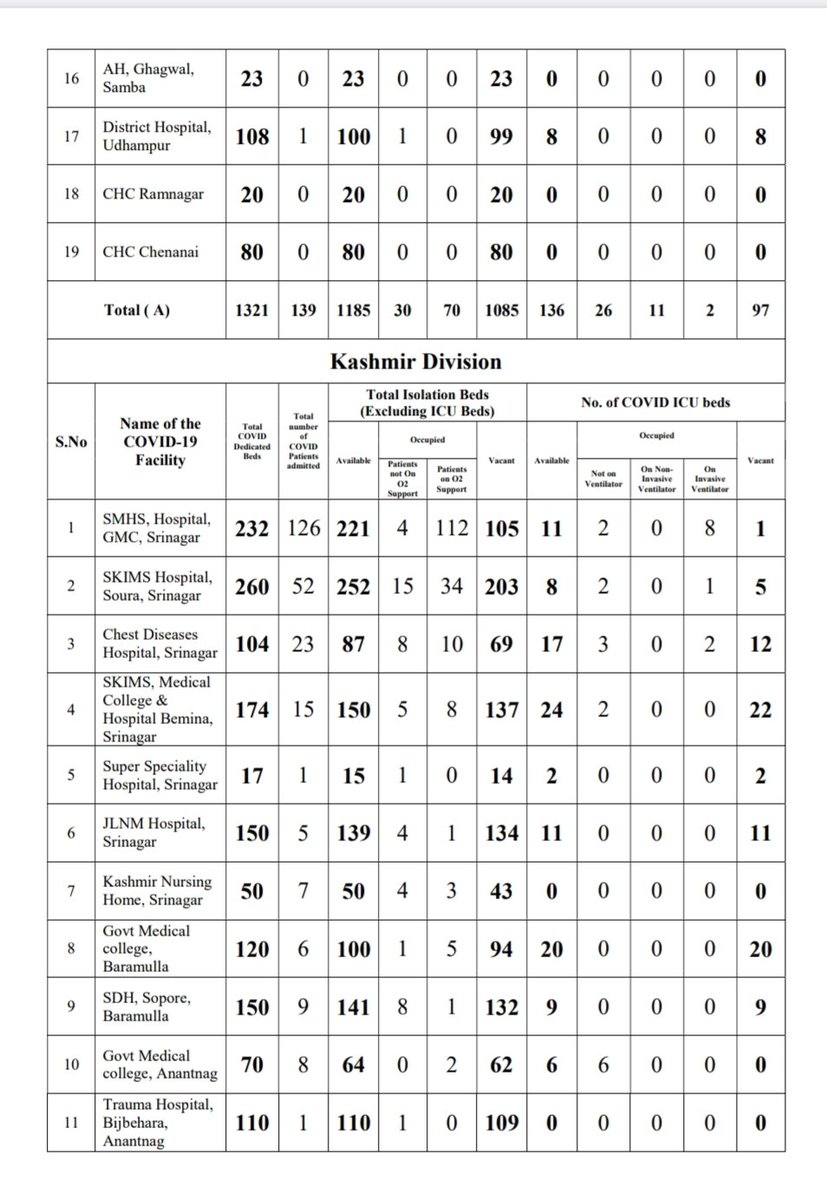 16 AH, Ghagwal, Samba 23 0 23 0 0 23 0 0 0 0 0
17 District Hospital, Udhampur 108 1 100 1 0 99 8 0 0 0 8
18 CHC Ramnagar 20 0 20 0 0 20 0 0 0 0 0
19 CHC Chenanai 80 0 80 0 0 80 0 0 0 0 0
Total ( A) 1321 139 1185 30 70 1085 136 26 11 2 97
Kashmir Division
S.No
Name of the
COVID-19
Facility
Total
COVID
Dedicated
Beds
Total
number
of
COVID
Patients
admitted
Total Isolation Beds
(Excluding ICU Beds)
Available
Occupied
Patients
not On
O2
Support
Patients
on O2
Support
Vacant
No. of COVID ICU beds
Available
Occupied
Not on
Ventilator
On Non-
Invasive
Ventilator
On
Invasive
Ventilator
Vacant
1 SMHS, Hospital, GMC, Srinagar 232 126 221 4 112 105 11 2 0 8 1
2 SKIMS Hospital, Soura, Srinagar 260 52 252 15 34 203 8 2 0 1 5
3 Chest Diseases Hospital, Srinagar 104 23 87 8 10 69 17 3 0 2 12
4 SKIMS, Medical College & Hospital Bemina, Srinagar 174 15 150 5 8 137 24 2 0 0 22
5 Super Speciality Hospital, Srinagar 17 1 15 1 0 14 2 0 0 0 2
6 JLNM Hospital, Srinagar 150 5 139 4 1 134 11 0 0 0 11
7 Kashmir Nursing Home, Srinagar 50 7 50 4 3 43 0 0 0 0 0
8 Govt Medical college, Baramulla 120 6 100 1 5 94 20 0 0 0 20
9 SDH, Sopore, Baramulla 150 9 141 8 1 132 9 0 0 0 9
10 Govt Medical college, Anantnag 70 8 64 0 2 62 6 6 0 0 0
11 Trauma Hospital, Bijbehara, Anantnag 110 1 110 1 0 109 0 0 0 0 0